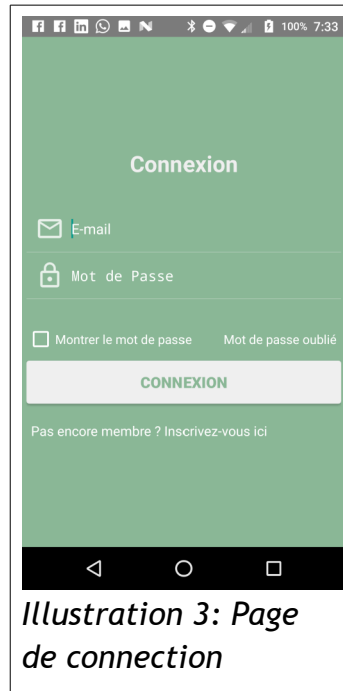 100% 7:33
Connexion
E-mail
Mot de Passe
Montrer le mot de passe Mot de passe oublié
CONNEXION
Pas encore membre ? Inscrivez-vous ici
Illustration 3: Page
de connection